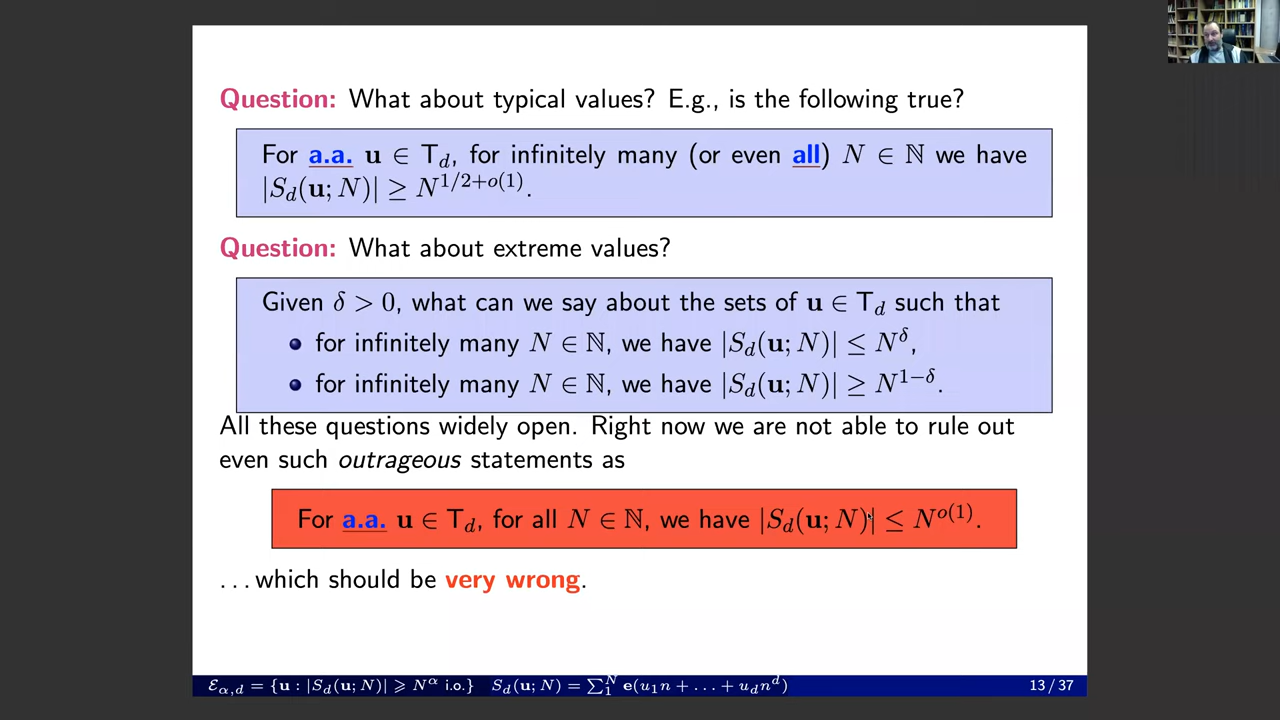 Question: What about typical values? E.g., is the following true?
For a.a. u ∈ T_d, for infinitely many (or even all) N ∈ ℕ we have
|S_d(u; N)| ≥ N^{1/2+o(1)}.
Question: What about extreme values?
Given δ > 0, what can we say about the sets of u ∈ T_d such that
• for infinitely many N ∈ ℕ, we have |S_d(u; N)| ≤ N^δ,
• for infinitely many N ∈ ℕ, we have |S_d(u; N)| ≥ N^{1−δ}.
All these questions widely open. Right now we are not able to rule out
even such outrageous statements as
For a.a. u ∈ T_d, for all N ∈ ℕ, we have |S_d(u; N)| ≤ N^{o(1)}.
...which should be very wrong.
ℰ_{α,d} = {u : |S_d(u; N)| ⩾ N^α i.o.} S_d(u; N) = ∑_1^N e(u_1n + ... + u_dn^d) 13 / 37